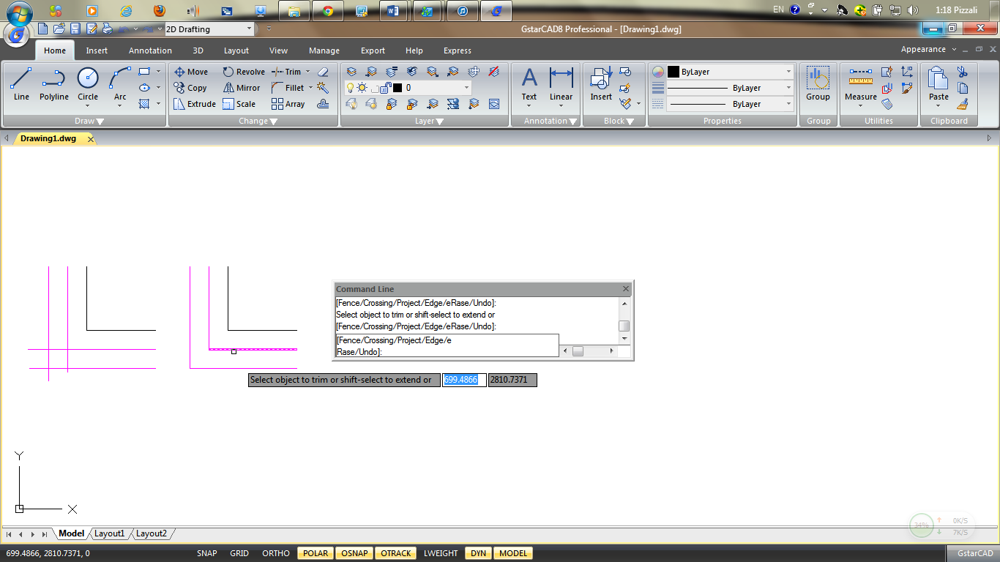 EN
1:18 Pizzali
2D Drafting
GstarCAD8 Professional - [Drawing1.dwg]
Home Insert Annotation 3D Layout View Manage Export Help Express Appearance
Line Polyline Circle Arc
Draw
Move Revolve Trim
Copy Mirror Fillet
Extrude Scale Array
Change
0
Layer
Text Linear
Annotation
Insert
Block
ByLayer
ByLayer
ByLayer
Properties
Group
Group
Measure
Utilities
Paste
Clipboard
Drawing1.dwg
Command Line
[Fence/Crossing/Project/Edge/eRase/Undo]:
Select object to trim or shift-select to extend or
[Fence/Crossing/Project/Edge/eRase/Undo]:
[Fence/Crossing/Project/Edge/e
Rase/Undo]:
Select object to trim or shift-select to extend or 699.4866 2810.7371
Y
X
34%
0K/S
7K/S
Model Layout1 Layout2
699.4866, 2810.7371, 0 SNAP GRID ORTHO POLAR OSNAP OTRACK LWEIGHT DYN MODEL GstarCAD